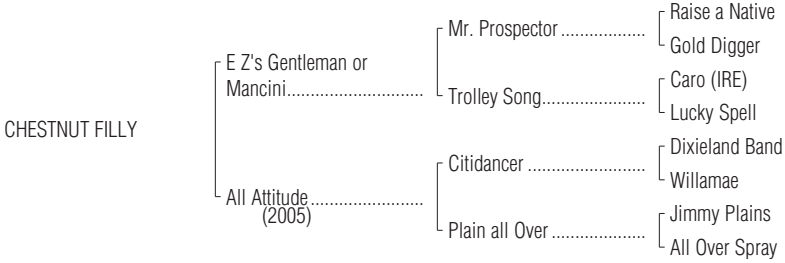 Raise a Native
Mr. Prospector ...................
Gold Digger
E Z's Gentleman or
Mancini..............................
Caro (IRE)
Trolley Song.......................
Lucky Spell
CHESTNUT FILLY
Dixieland Band
Citidancer ..........................
Willamae
All Attitude .........................
(2005)
Jimmy Plains
Plain all Over .....................
All Over Spray